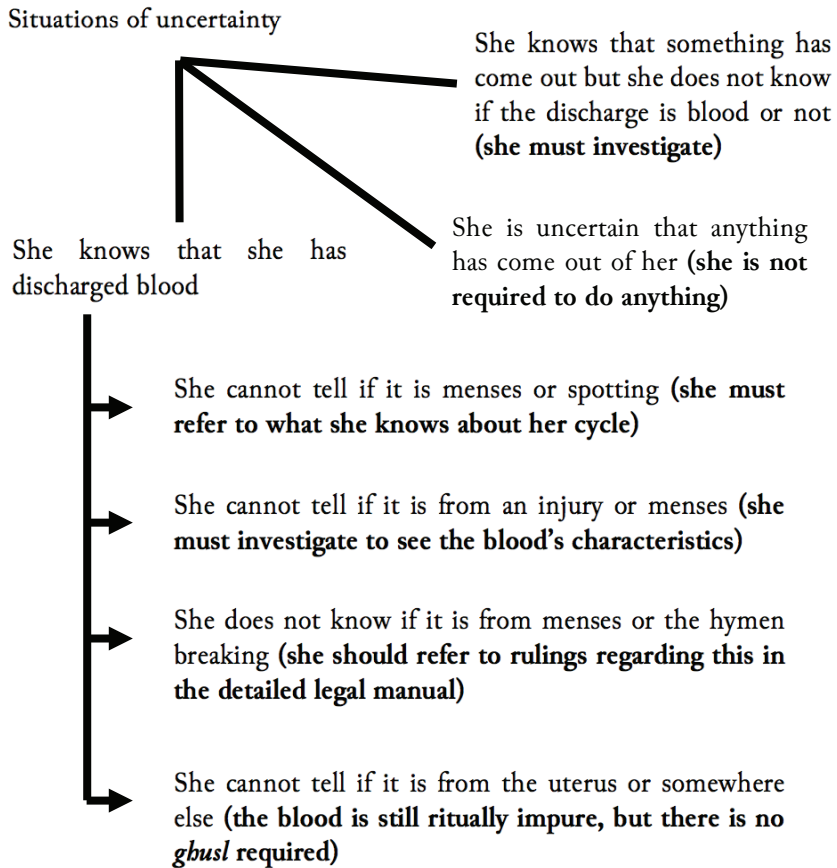 Situations of uncertainty
She knows that something has
come out but she does not know
if the discharge is blood or not
(she must investigate)
She is uncertain that anything
has come out of her (she is not
required to do anything)
She knows that she has
discharged blood
She cannot tell if it is menses or spotting (she must
refer to what she knows about her cycle)
She cannot tell if it is from an injury or menses (she
must investigate to see the blood's characteristics)
She does not know if it is from menses or the hymen
breaking (she should refer to rulings regarding this in
the detailed legal manual)
She cannot tell if it is from the uterus or somewhere
else (the blood is still ritually impure, but there is no
ghusl required)